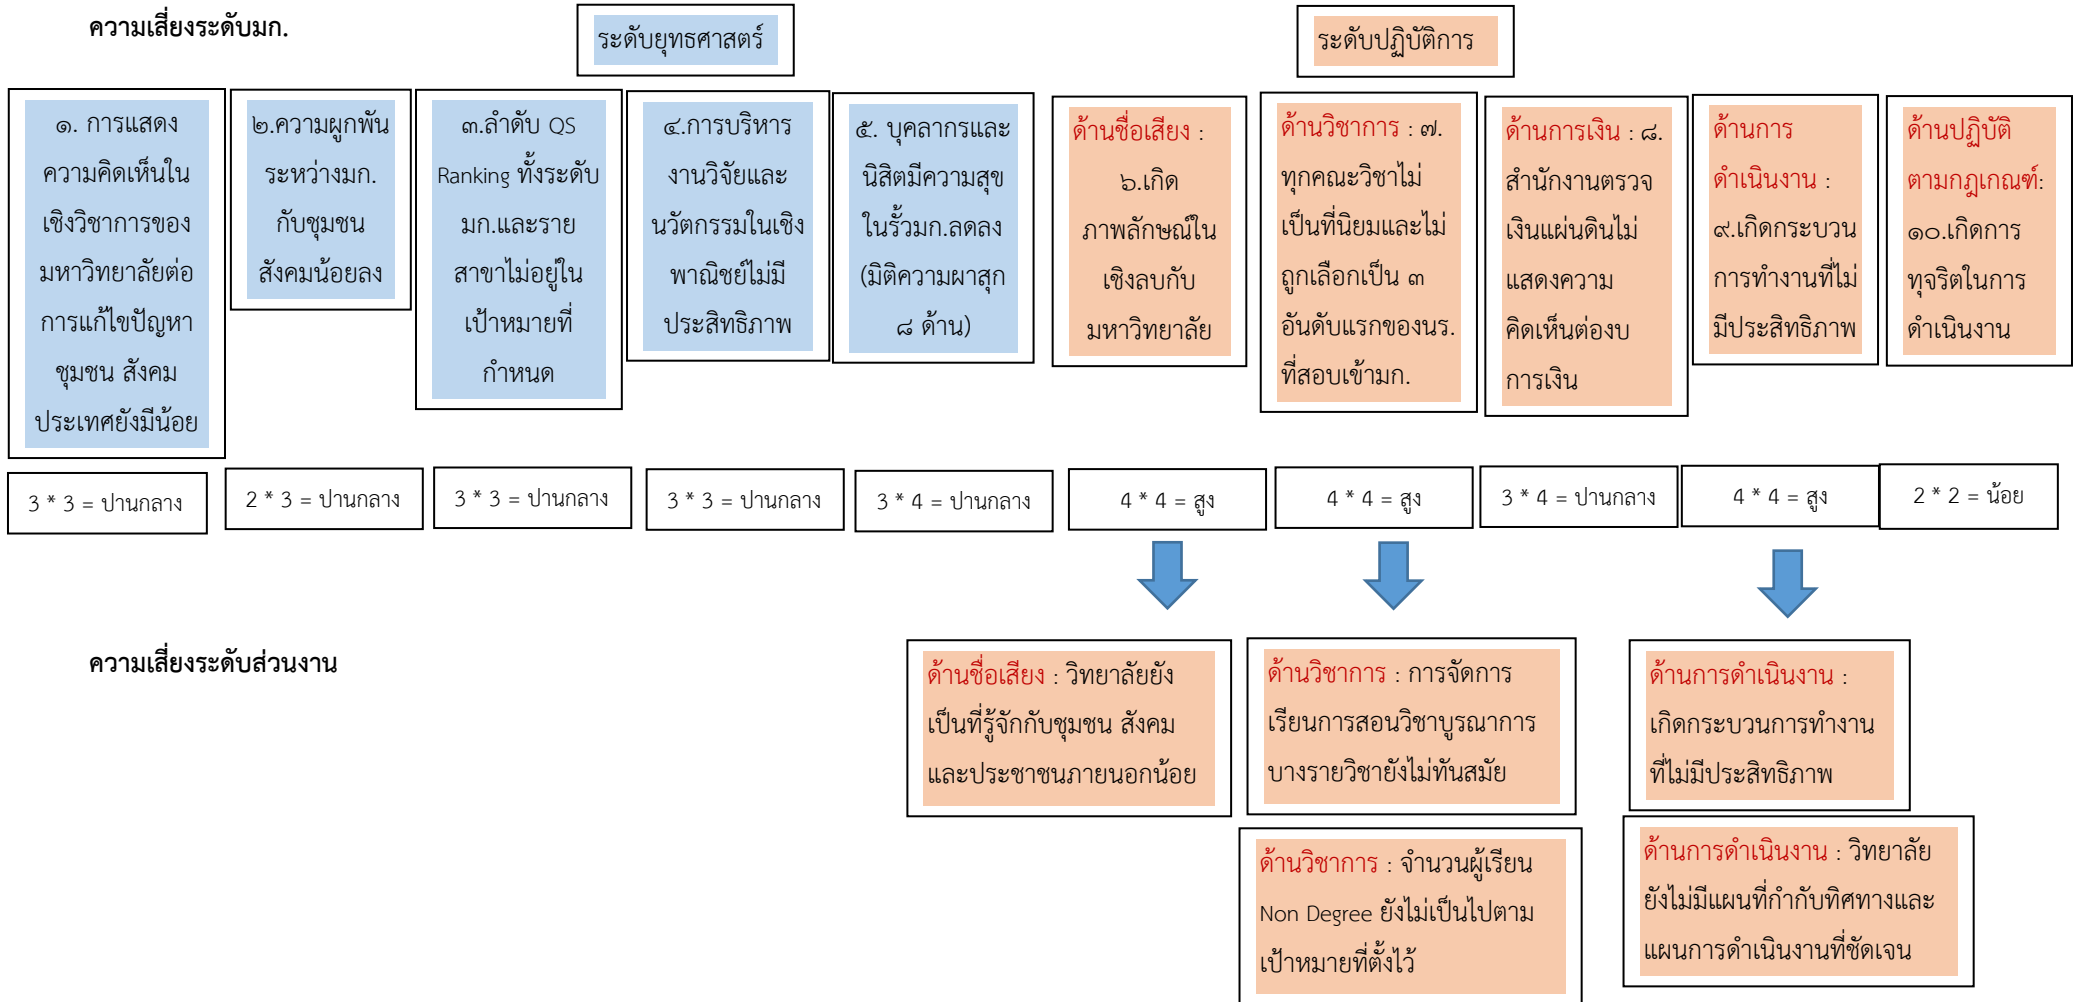 ความเสี่ยงระดับมก.
ระดับยุทธศาสตร์
ระดับปฏิบัติการ
๑. การแสดง
ความคิดเห็นใน
เชิงวิชาการของ
มหาวิทยาลัยต่อ
การแก้ไขปัญหา
ชุมชน สังคม
ประเทศยังมีน้อย
๒.ความผูกพัน
ระหว่างมก.
กับชุมชน
สังคมน้อยลง
๓.ลำดับ QS
Ranking ทั้งระดับ
มก.และราย
สาขาไม่อยู่ใน
เป้าหมายที่
กำหนด
๔.การบริหาร
งานวิจัยและ
นวัตกรรมในเชิง
พาณิชย์ไม่มี
ประสิทธิภาพ
๕. บุคลากรและ
นิสิตมีความสุข
ในรั้วมก.ลดลง
(มิติความผาสุก
๘ ด้าน)
ด้านชื่อเสียง :
๖.เกิด
ภาพลักษณ์ใน
เชิงลบกับ
มหาวิทยาลัย
ด้านวิชาการ : ๗.
ทุกคณะวิชาไม่
เป็นที่นิยมและไม่
ถูกเลือกเป็น ๓
อันดับแรกของนร.
ที่สอบเข้ามก.
ด้านการเงิน : ๘.
สำนักงานตรวจ
เงินแผ่นดินไม่
แสดงความ
คิดเห็นต่องบ
การเงิน
ด้านการ
ดำเนินงาน :
๙.เกิดกระบวน
การทำงานที่ไม่
มีประสิทธิภาพ
ด้านปฏิบัติ
ตามกฎเกณฑ์:
๑๐.เกิดการ
ทุจริตในการ
ดำเนินงาน
3 * 3 = ปานกลาง
2 * 3 = ปานกลาง
3 * 3 = ปานกลาง
3 * 3 = ปานกลาง
3 * 4 = ปานกลาง
4 * 4 = สูง
4 * 4 = สูง
3 * 4 = ปานกลาง
4 * 4 = สูง
2 * 2 = น้อย
ความเสี่ยงระดับส่วนงาน
ด้านชื่อเสียง : วิทยาลัยยัง
เป็นที่รู้จักกับชุมชน สังคม
และประชาชนภายนอกน้อย
ด้านวิชาการ : การจัดการ
เรียนการสอนวิชาบูรณาการ
บางรายวิชายังไม่ทันสมัย
ด้านการดำเนินงาน :
เกิดกระบวนการทำงาน
ที่ไม่มีประสิทธิภาพ
ด้านวิชาการ : จำนวนผู้เรียน
Non Degree ยังไม่เป็นไปตาม
เป้าหมายที่ตั้งไว้
ด้านการดำเนินงาน : วิทยาลัย
ยังไม่มีแผนที่กำกับทิศทางและ
แผนการดำเนินงานที่ชัดเจน